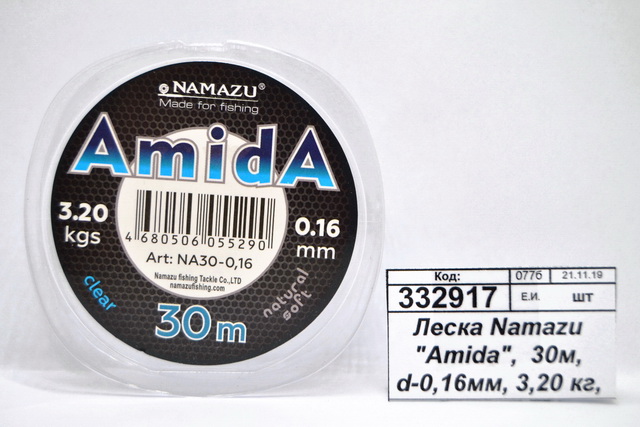 NAMAZU®
Made for fishing
AmidA
3.20
kgs
0.16
mm
4 680506 055290
Art: NA30-0,16
Namazu fishing Tackle Co.,LTD
namazufishing.com
clear
natural
soft
30m
Код: 077б 21.11.19
332917 Е.И. шт
Леска Namazu
"Amida", 30м,
d-0,16мм, 3,20 кг,